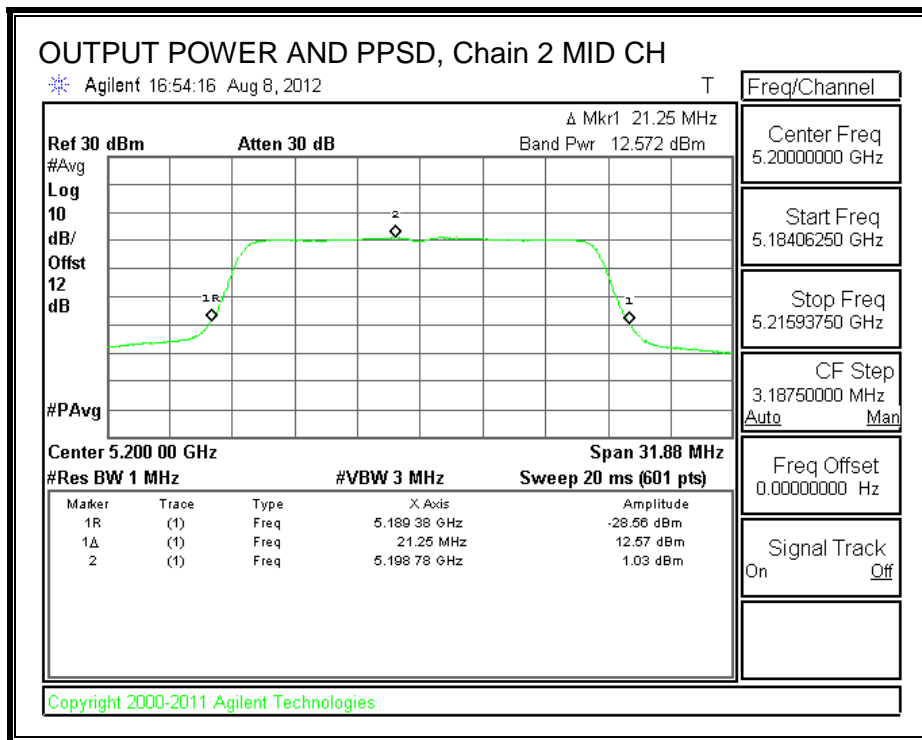 OUTPUT POWER AND PPSD, Chain 2 MID CH
Agilent 16:54:16 Aug 8, 2012 T
Freq/Channel
Δ Mkr1 21.25 MHz
Ref 30 dBm Atten 30 dB Band Pwr 12.572 dBm
#Avg
Log
10
dB/
Offst
12
dB
#PAvg
2
1R
1
Center 5.200 00 GHz Span 31.88 MHz
#Res BW 1 MHz #VBW 3 MHz Sweep 20 ms (601 pts)
Marker Trace Type X Axis Amplitude
1R (1) Freq 5.189 38 GHz -28.56 dBm
1Δ (1) Freq 21.25 MHz 12.57 dBm
2 (1) Freq 5.198 78 GHz 1.03 dBm
Center Freq
5.20000000 GHz
Start Freq
5.18406250 GHz
Stop Freq
5.21593750 GHz
CF Step
3.18750000 MHz
Auto Man
Freq Offset
0.00000000 Hz
Signal Track
On Off
Copyright 2000-2011 Agilent Technologies